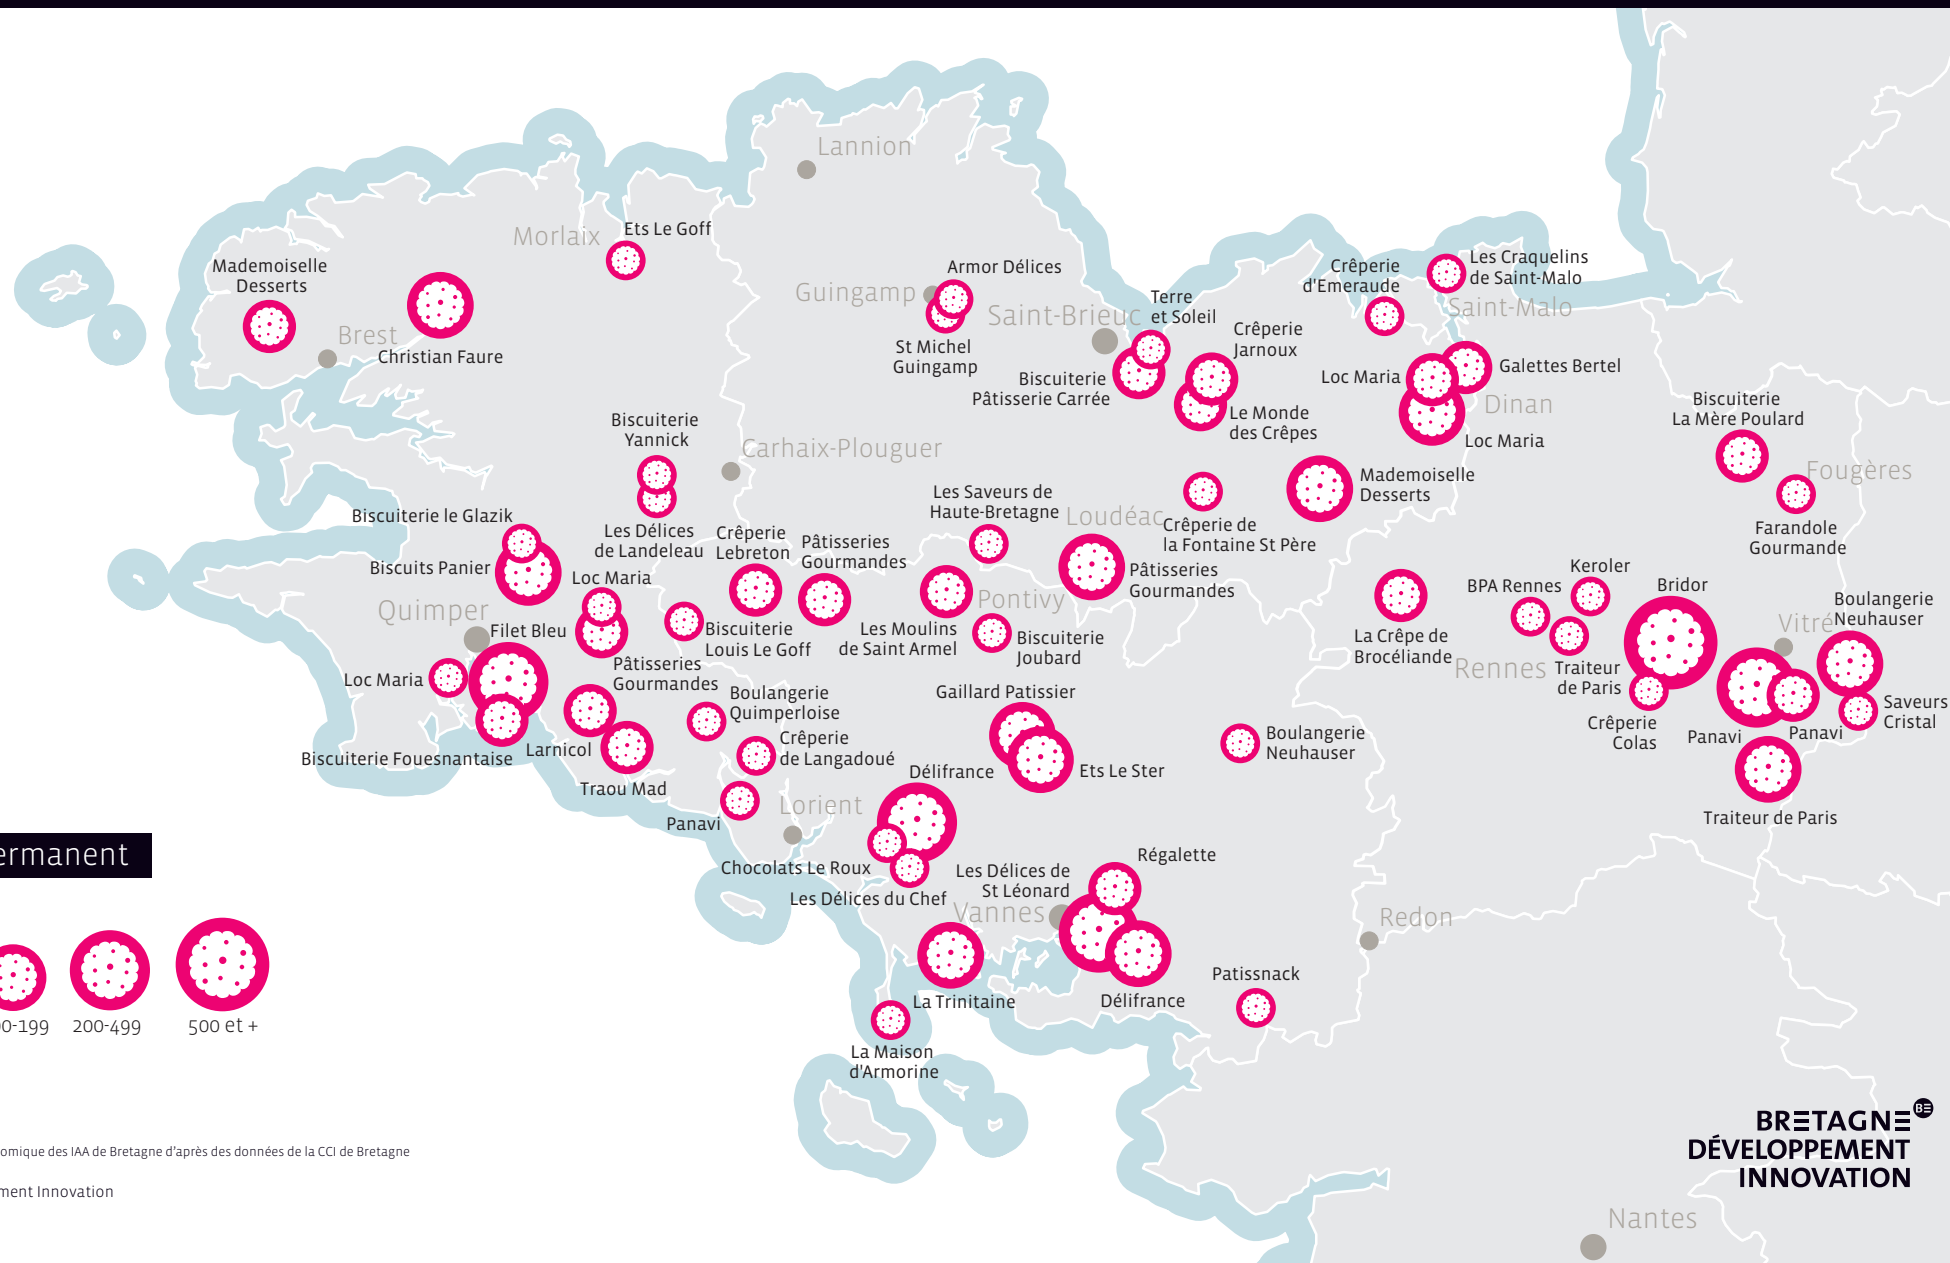 Lannion
Morlaix
Ets Le Goff
Mademoiselle
Desserts
Brest
Christian Faure
Armor Délices
Guingamp
Saint-Brieuc
St Michel
Guingamp
Terre
et Soleil
Crêperie
Jarnoux
Biscuiterie
Pâtisserie Carrée
Le Monde
des Crêpes
Crêperie
d'Emeraude
Les Craquelins
de Saint-Malo
Saint-Malo
Loc Maria
Galettes Bertel
Dinan
Loc Maria
Biscuiterie
La Mère Poulard
Fougères
Farandole
Gourmande
Biscuiterie
Yannick
Carhaix-Plouguer
Les Délices
de Landeleau
Biscuiterie le Glazik
Biscuits Panier
Loc Maria
Quimper
Filet Bleu
Loc Maria
Biscuiterie Fouesnantaise
Pâtisseries
Gourmandes
Larnicol
Traou Mad
Crêperie
Lebreton
Pâtisseries
Gourmandes
Biscuiterie
Louis Le Goff
Les Saveurs de
Haute-Bretagne
Loudéac
Crêperie de
la Fontaine St Père
Mademoiselle
Desserts
Pâtisseries
Gourmandes
Pontivy
Les Moulins
de Saint Armel
Biscuiterie
Joubard
Boulangerie
Quimperloise
Crêperie
de Langadoué
Panavi
Lorient
Gaillard Patissier
Délifrance
Ets Le Ster
Chocolats Le Roux
Les Délices du Chef
Boulangerie
Neuhauser
La Crêpe de
Brocéliande
Rennes
BPA Rennes
Keroler
Traiteur
de Paris
Bridor
Crêperie
Colas
Vitré
Boulangerie
Neuhauser
Saveurs
Cristal
Panavi
Panavi
Traiteur de Paris
Les Délices de
St Léonard
Régalette
Vannes
Délifrance
La Trinitaine
La Maison
d'Armorine
Patissnack
Redon
Nantes
ermanent
0-199
200-499
500 et +
omique des IAA de Bretagne d'après des données de la CCI de Bretagne
ment Innovation
BRETAGNE
DÉVELOPPEMENT
INNOVATION